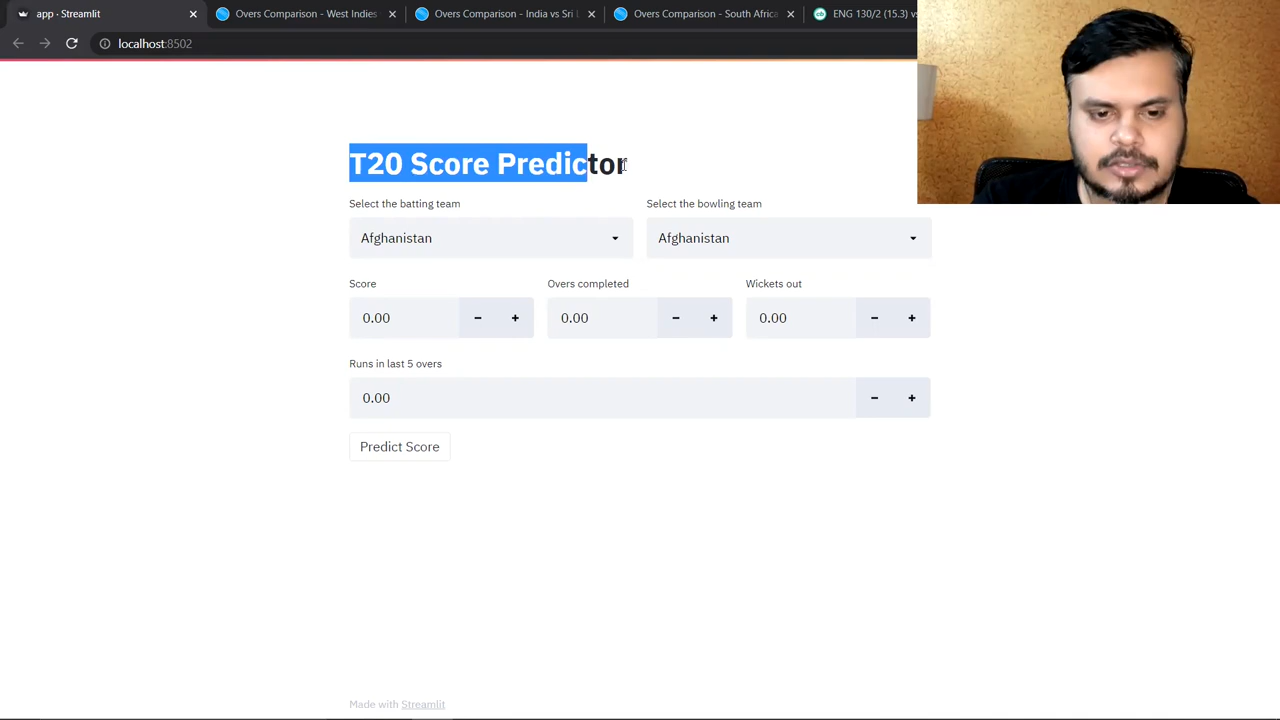 app · Streamlit
Overs Comparison - West Indies
Overs Comparison - India vs Sri L
Overs Comparison - South Africa
cb ENG 130/2 (15.3) vs
localhost:8502
T20 Score Predictor
Select the batting team
Select the bowling team
Afghanistan
Afghanistan
Score
Overs completed
Wickets out
0.00 - +
0.00 - +
0.00 - +
Runs in last 5 overs
0.00 - +
Predict Score
Made with Streamlit